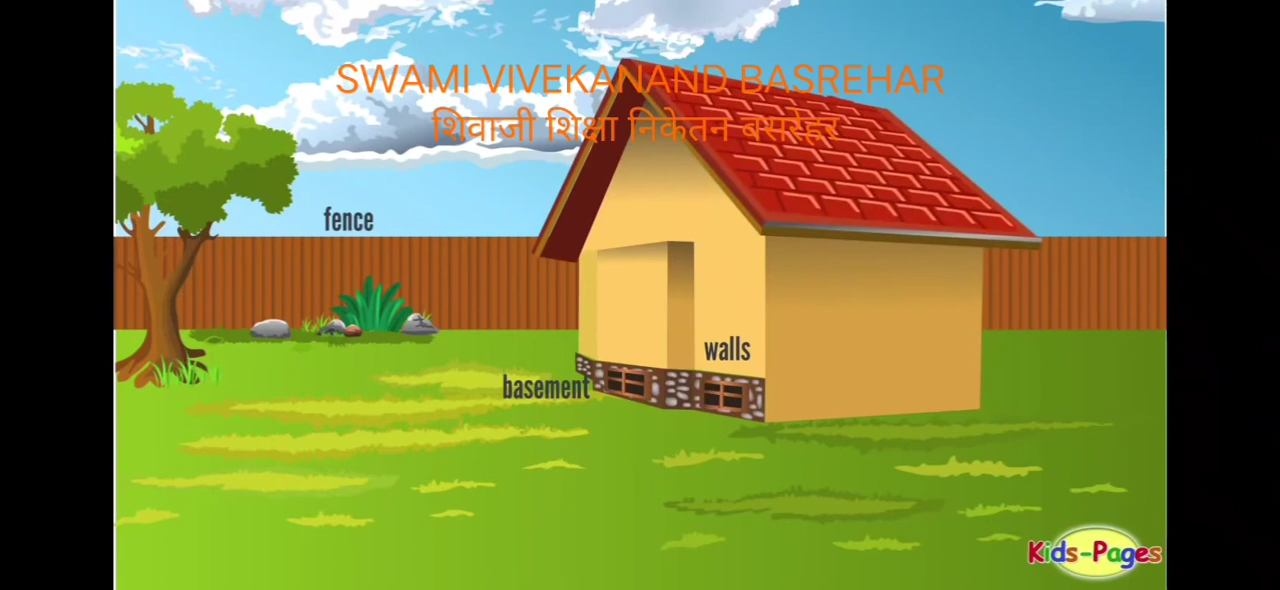 SWAMI VIVEKANAND BASREHAR
शिवाजी शिक्षा निकेतन बसरेहर
fence
walls
basement
Kids-Pages